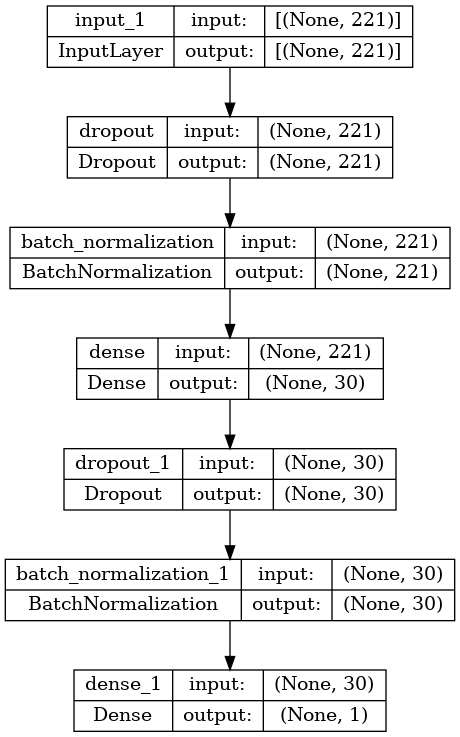 input_1 input: [(None, 221)]
InputLayer output: [(None, 221)]
dropout input: (None, 221)
Dropout output: (None, 221)
batch_normalization input: (None, 221)
BatchNormalization output: (None, 221)
dense input: (None, 221)
Dense output: (None, 30)
dropout_1 input: (None, 30)
Dropout output: (None, 30)
batch_normalization_1 input: (None, 30)
BatchNormalization output: (None, 30)
dense_1 input: (None, 30)
Dense output: (None, 1)